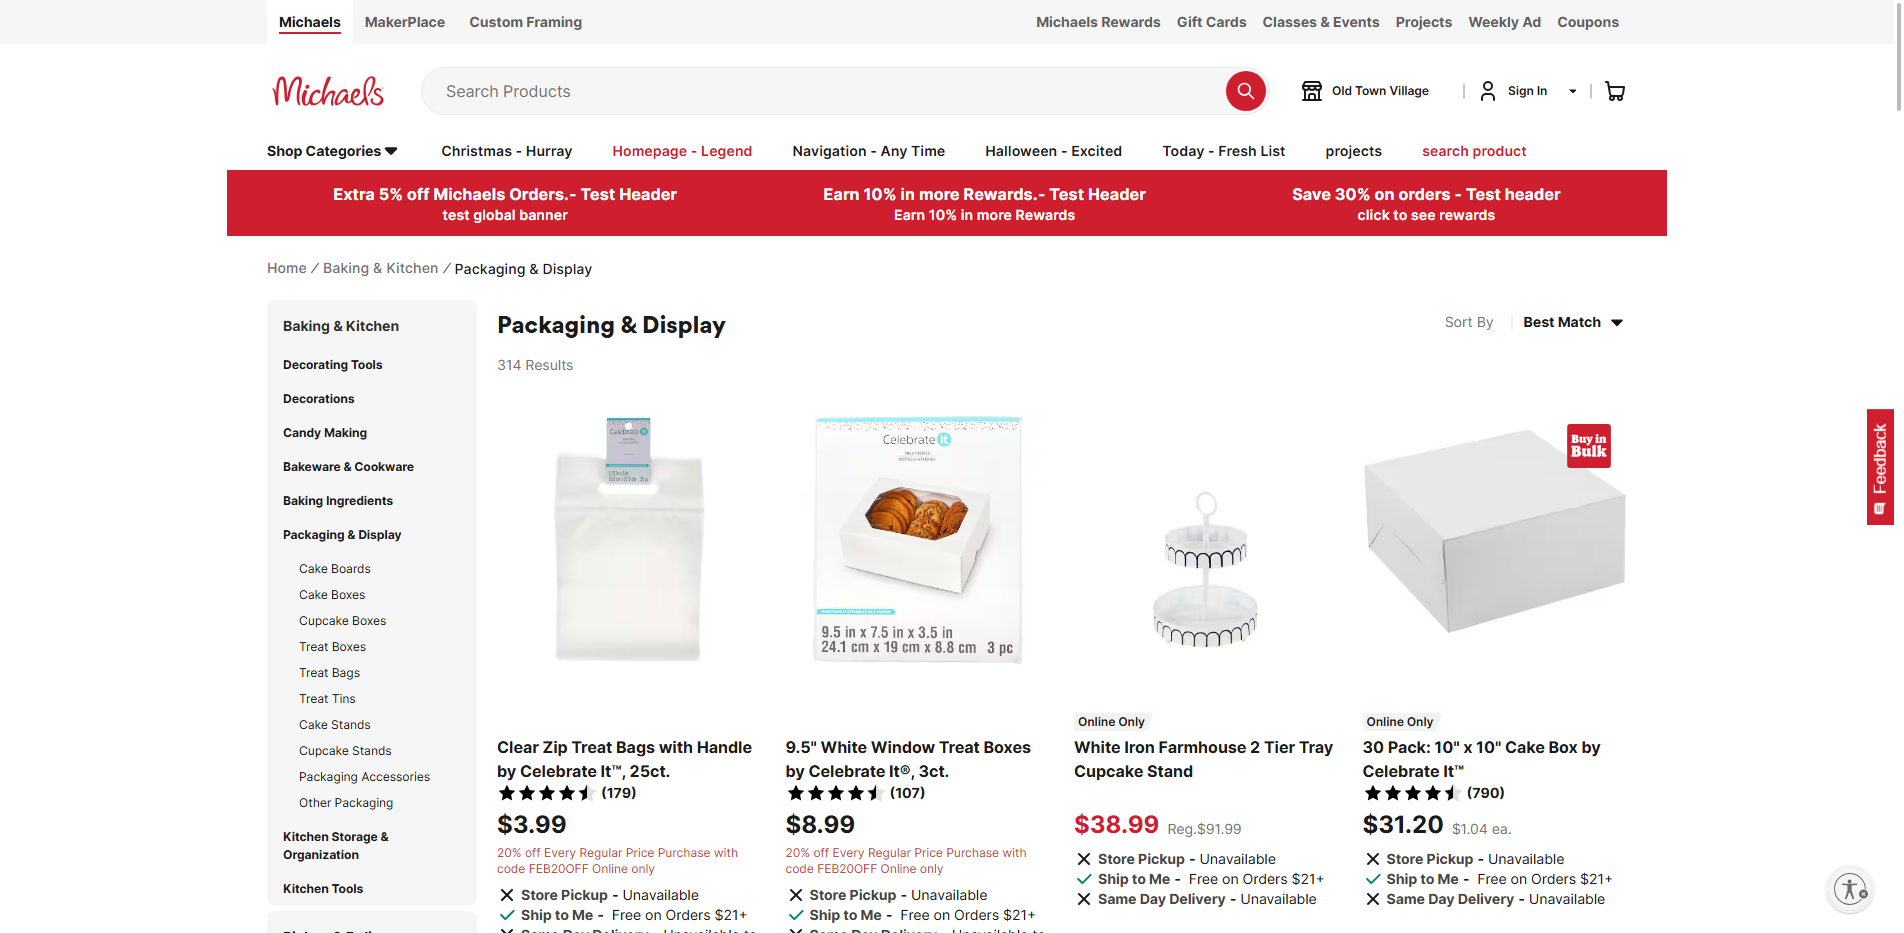 Michaels MakerPlace Custom Framing Michaels Rewards Gift Cards Classes & Events Projects Weekly Ad Coupons
Michaels Search Products Old Town Village Sign In
Shop Categories Christmas - Hurray Homepage - Legend Navigation - Any Time Halloween - Excited Today - Fresh List projects search product
Extra 5% off Michaels Orders.- Test Header Earn 10% in more Rewards.- Test Header Save 30% on orders - Test header
test global banner Earn 10% in more Rewards click to see rewards
Home / Baking & Kitchen / Packaging & Display
Baking & Kitchen
Decorating Tools
Decorations
Candy Making
Bakeware & Cookware
Baking Ingredients
Packaging & Display
Cake Boards
Cake Boxes
Cupcake Boxes
Treat Boxes
Treat Bags
Treat Tins
Cake Stands
Cupcake Stands
Packaging Accessories
Other Packaging
Kitchen Storage &
Organization
Kitchen Tools
Packaging & Display
Sort By Best Match
314 Results
Celebrate it
Clear Zip Treat Bags with Handle
by Celebrate It™, 25ct.
(179)
$3.99
20% off Every Regular Price Purchase with
code FEB20OFF Online only
Store Pickup - Unavailable
Ship to Me - Free on Orders $21+
Celebrate it
TREAT BOXES
9.5 in x 7.5 in x 3.5 in
24.1 cm x 19 cm x 8.8 cm 3 pc
9.5" White Window Treat Boxes
by Celebrate It®, 3ct.
(107)
$8.99
20% off Every Regular Price Purchase with
code FEB20OFF Online only
Store Pickup - Unavailable
Ship to Me - Free on Orders $21+
Online Only
White Iron Farmhouse 2 Tier Tray
Cupcake Stand
$38.99 Reg.$91.99
Store Pickup - Unavailable
Ship to Me - Free on Orders $21+
Same Day Delivery - Unavailable
Buy in
Bulk
Online Only
30 Pack: 10" x 10" Cake Box by
Celebrate It™
(790)
$31.20 $1.04 ea.
Store Pickup - Unavailable
Ship to Me - Free on Orders $21+
Same Day Delivery - Unavailable
Feedback